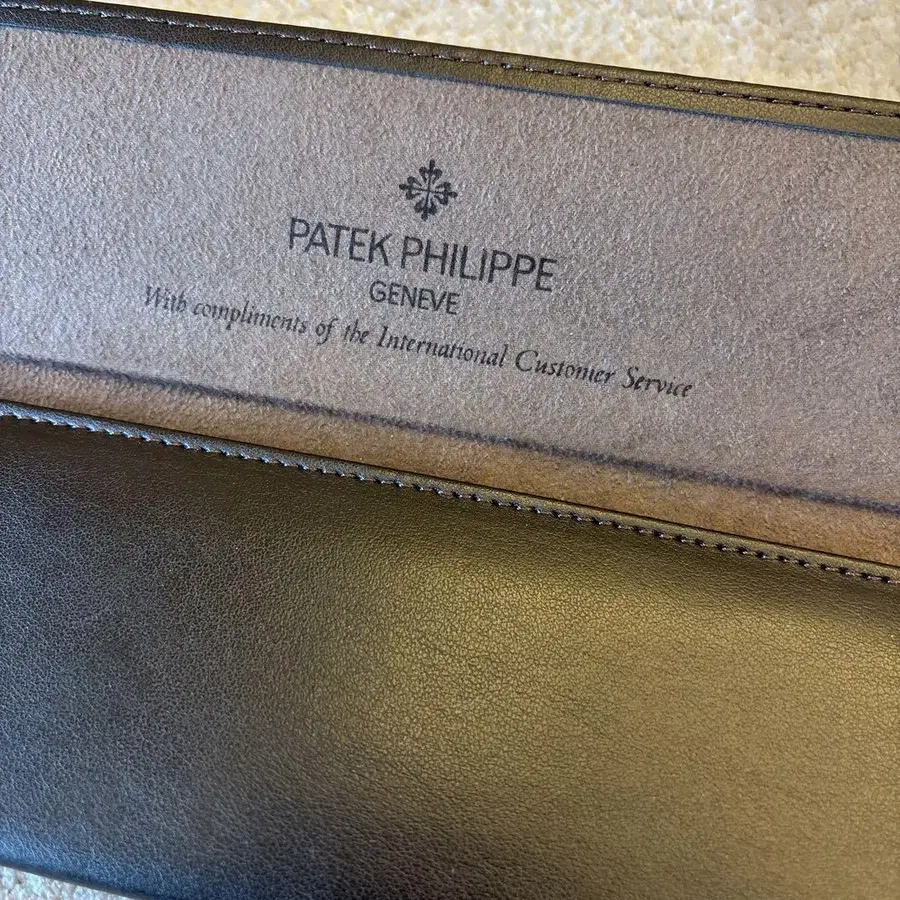 PATEK PHILIPPE
GENEVE
With compliments of the International Customer Service